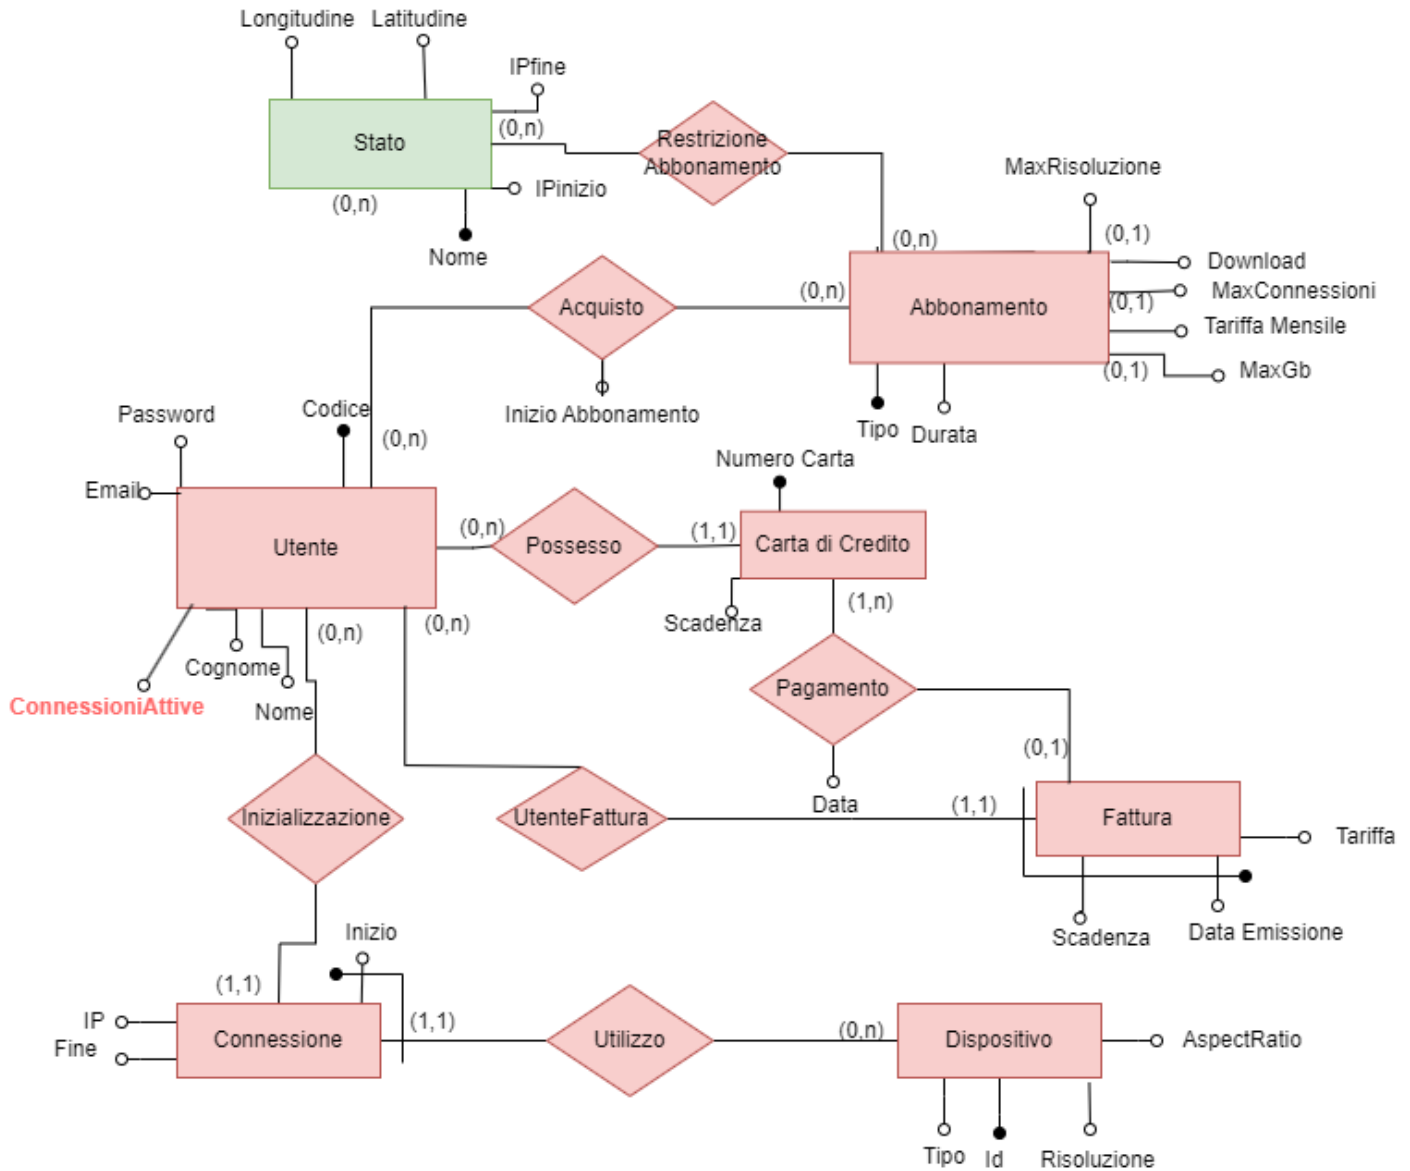 Longitudine
Latitudine
IPfine
Stato
(0,n)
Restrizione
Abbonamento
MaxRisoluzione
IPinizio
(0,n)
Nome
(0,n)
(0,1)
Download
MaxConnessioni
(0,1)
Tariffa Mensile
(0,1)
MaxGb
Acquisto
(0,n)
Abbonamento
Inizio Abbonamento
Tipo
Durata
Password
Codice
(0,n)
Email
Numero Carta
Utente
(0,n)
Possesso
(1,1)
Carta di Credito
Scadenza
(1,n)
(0,n)
(0,n)
Cognome
ConnessioniAttive
Nome
Pagamento
(0,1)
Data
Inizializzazione
UtenteFattura
(1,1)
Fattura
Tariffa
Scadenza
Data Emissione
Inizio
(1,1)
IP
Fine
Connessione
(1,1)
Utilizzo
(0,n)
Dispositivo
AspectRatio
Tipo
Id
Risoluzione